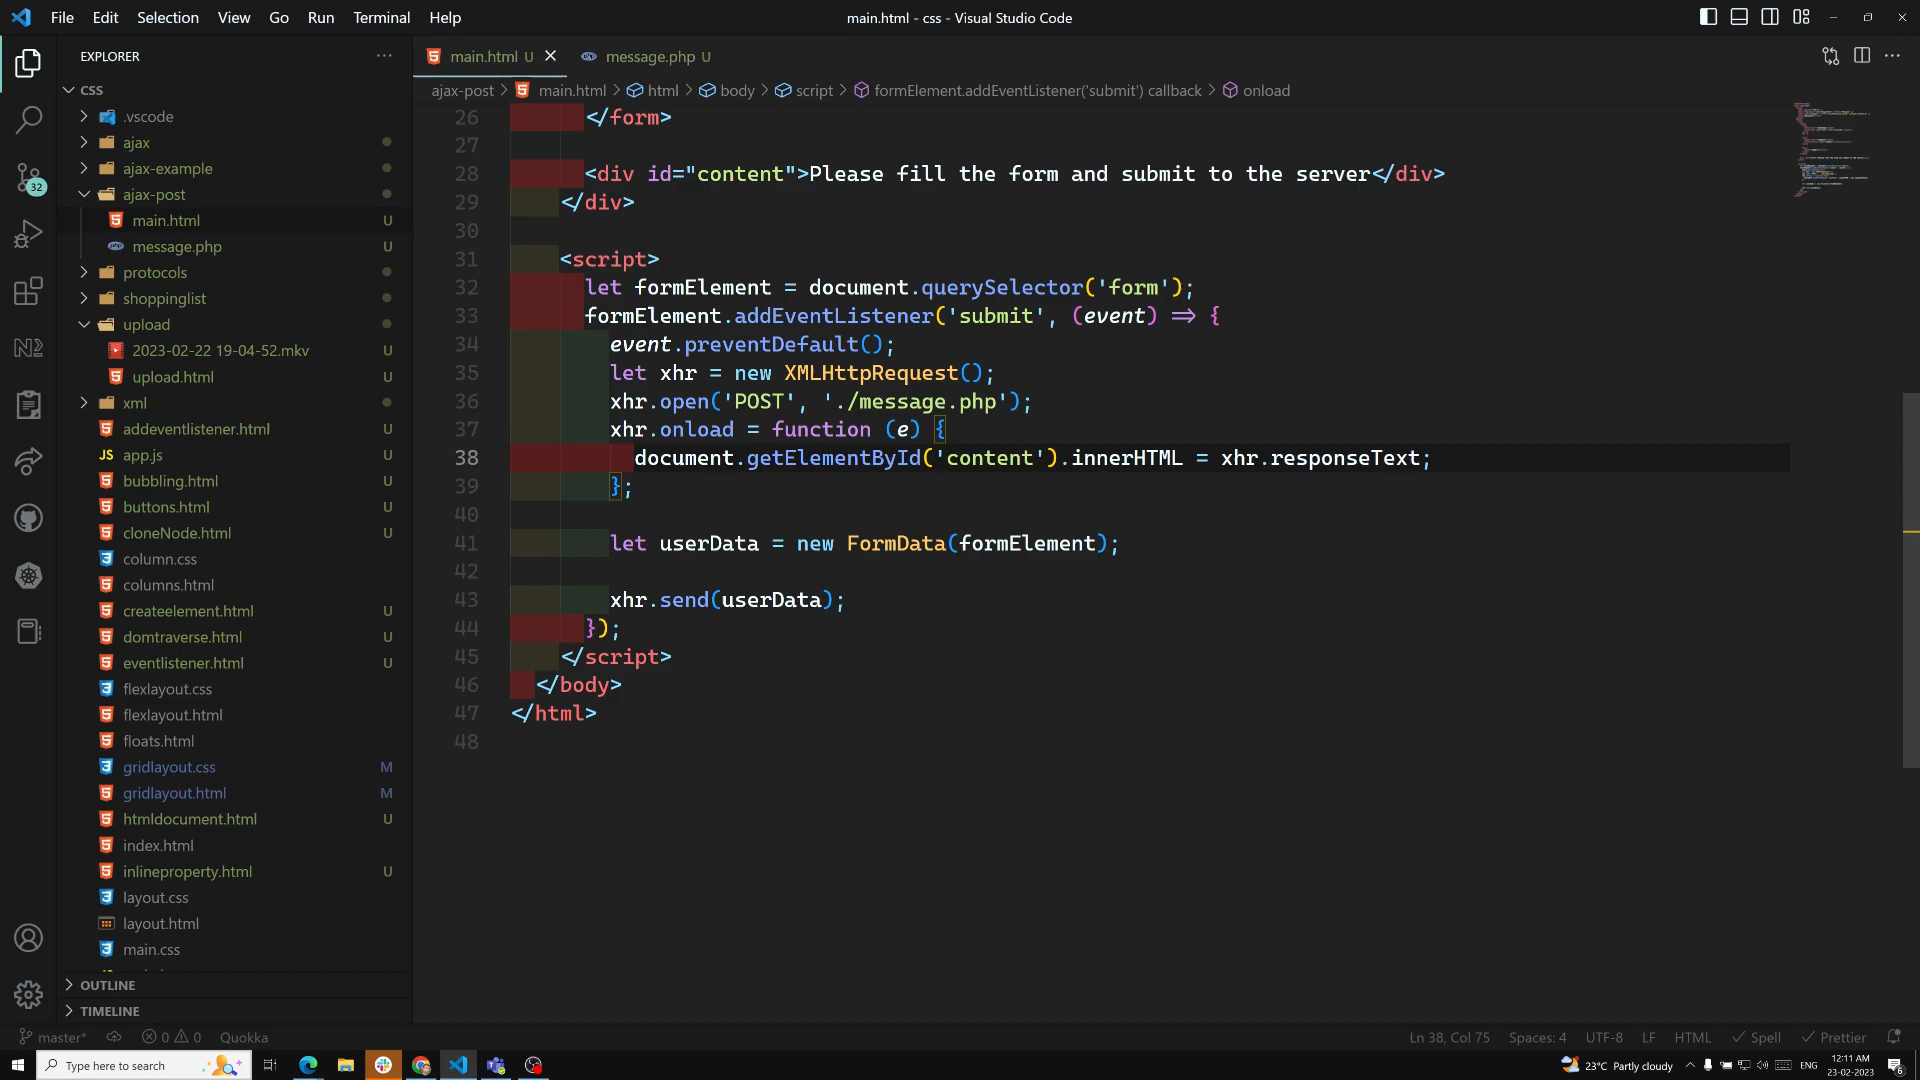 File Edit Selection View Go Run Terminal Help
main.html - css - Visual Studio Code
EXPLORER
main.html U
message.php U
ajax-post > main.html > html > body > script > formElement.addEventListener('submit') callback > onload
CSS
.vscode
ajax
ajax-example
ajax-post
main.html U
message.php U
protocols
shoppinglist
upload
2023-02-22 19-04-52.mkv U
upload.html U
xml
addeventlistener.html U
app.js U
bubbling.html U
buttons.html U
cloneNode.html U
column.css
columns.html
createelement.html U
domtraverse.html U
eventlistener.html U
flexlayout.css
flexlayout.html
floats.html
gridlayout.css M
gridlayout.html M
htmldocument.html U
index.html
inlineproperty.html U
layout.css
layout.html
main.css
OUTLINE
TIMELINE
32
26 </form>
27
28 <div id="content">Please fill the form and submit to the server</div>
29 </div>
30
31 <script>
32 let formElement = document.querySelector('form');
33 formElement.addEventListener('submit', (event) => {
34 event.preventDefault();
35 let xhr = new XMLHttpRequest();
36 xhr.open('POST', './message.php');
37 xhr.onload = function (e) {
38 document.getElementById('content').innerHTML = xhr.responseText;
39 };
40
41 let userData = new FormData(formElement);
42
43 xhr.send(userData);
44 });
45 </script>
46 </body>
47 </html>
48
master* 0 0 Quokka
Ln 38, Col 75 Spaces: 4 UTF-8 LF HTML Spell Prettier
Type here to search
23°C Partly cloudy
ENG
12:11 AM
23-02-2023
6